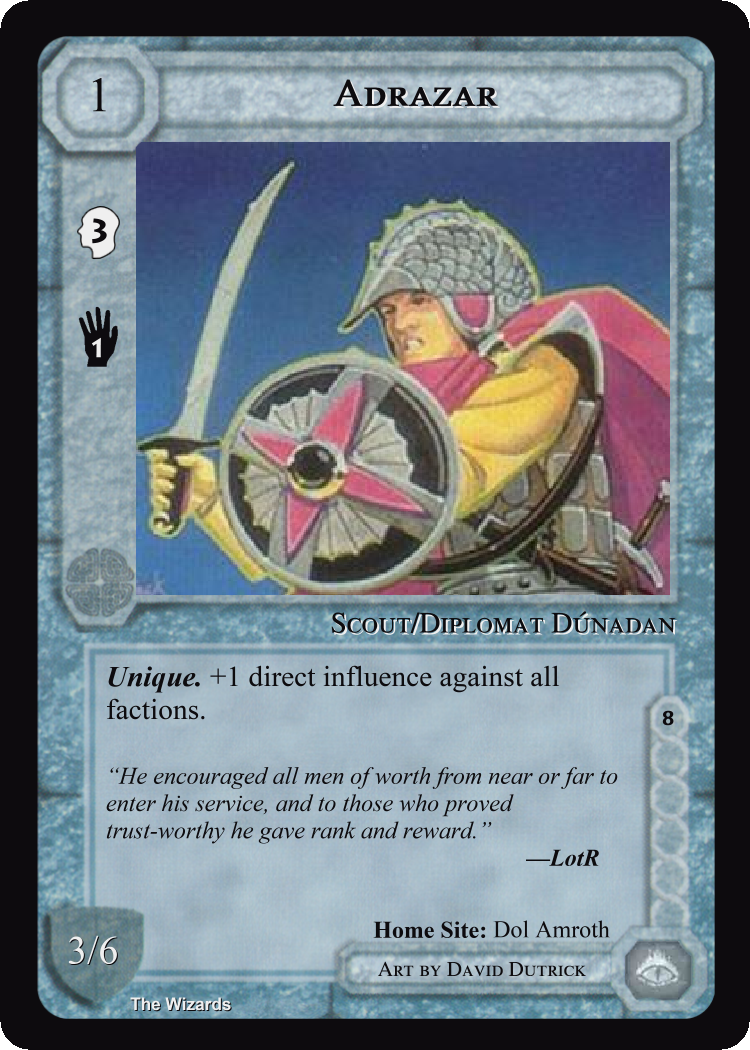 1
Adrazar
3
1
Scout/Diplomat Dúnadan
Unique. +1 direct influence against all
factions.
8
“He encouraged all men of worth from near or far to
enter his service, and to those who proved
trust-worthy he gave rank and reward.”
—LotR
Home Site: Dol Amroth
3/6
Art by David Dutrick
The Wizards